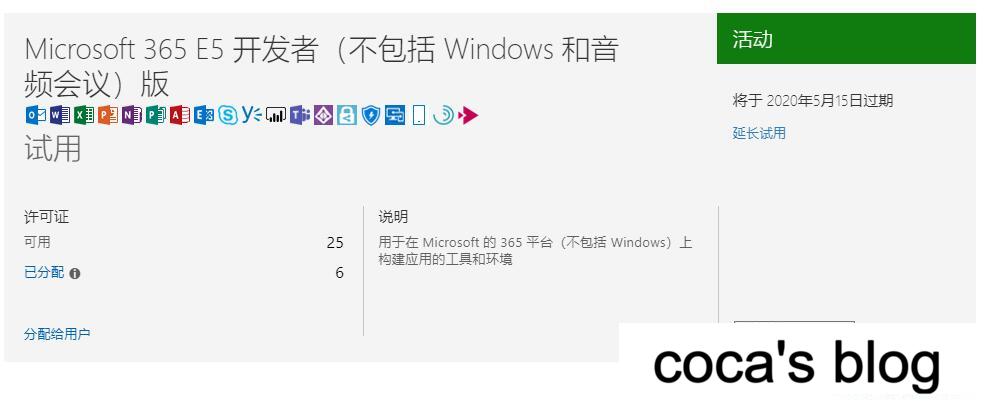 Microsoft 365 E5 开发者（不包括 Windows 和音
频会议）版
试用
活动
将于 2020年5月15日过期
延长试用
许可证
可用 25
已分配 6
分配给用户
说明
用于在 Microsoft 的 365 平台（不包括 Windows）上
构建应用的工具和环境
coca's blog